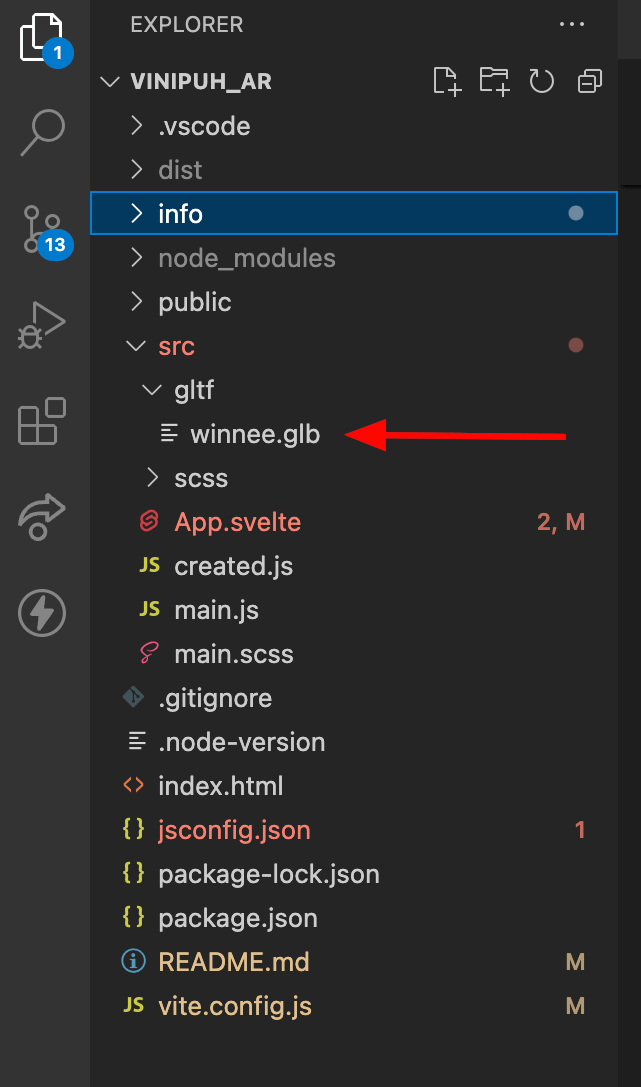 EXPLORER
1
VINIPUH_AR
.vscode
dist
info
13
node_modules
public
src
gltf
winnee.glb
scss
App.svelte 2, M
JS created.js
JS main.js
main.scss
.gitignore
.node-version
<> index.html
{} jsconfig.json 1
{} package-lock.json
{} package.json
README.md M
JS vite.config.js M